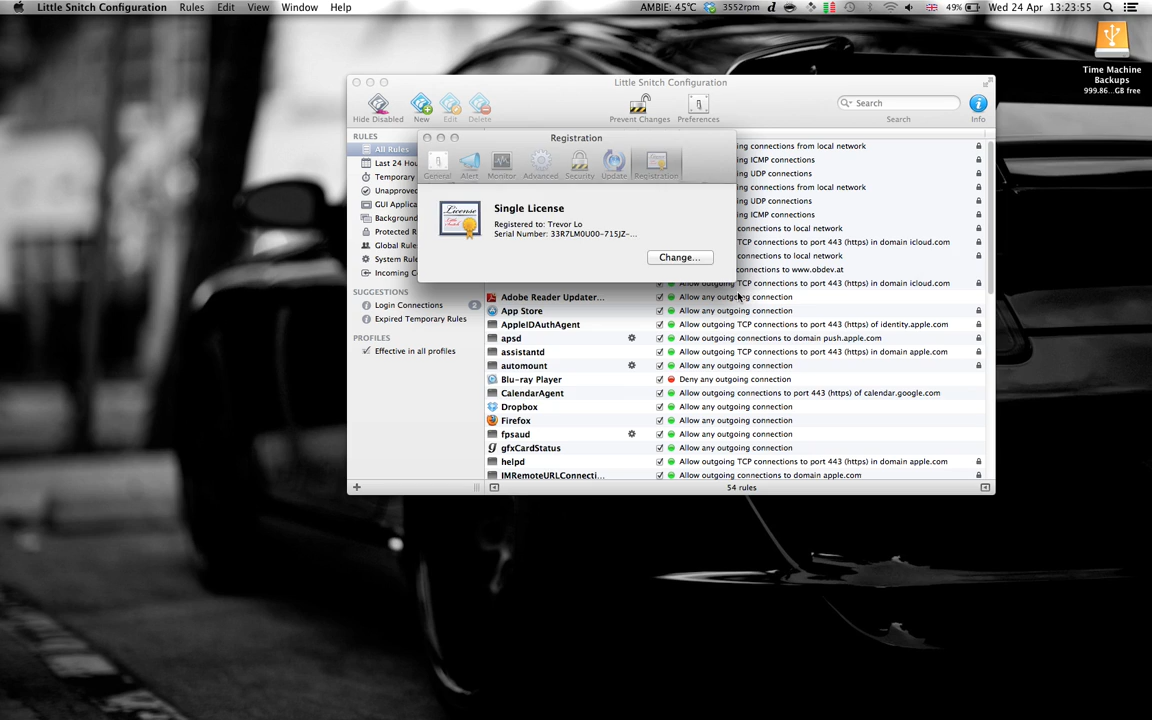 Little Snitch Configuration Rules Edit View Window Help AMBIE: 45°C 3552rpm 49% Wed 24 Apr 13:23:55
Time Machine
Backups
999.86...GB free
Little Snitch Configuration
Hide Disabled New Edit Delete Prevent Changes Preferences Search Search Info
Registration
General Alert Monitor Advanced Security Update Registration
Single License
Registered to: Trevor Lo
Serial Number: 33R7LM0U00-715JZ-...
Change...
RULES
All Rules
Last 24 Hou
Temporary
Unapproved
GUI Applica
Background
Protected R
Global Rule
System Rule
Incoming C
SUGGESTIONS
Login Connections 2
Expired Temporary Rules
PROFILES
Effective in all profiles
ng connections from local network
ng ICMP connections
ng UDP connections
ng connections from local network
ng UDP connections
ng ICMP connections
connections to local network
TCP connections to port 443 (https) in domain icloud.com
connections to local network
connections to www.obdev.at
Allow outgoing TCP connections to port 443 (https) in domain icloud.com
Adobe Reader Updater... Allow any outgoing connection
App Store Allow any outgoing connection
AppleIDAuthAgent Allow outgoing TCP connections to port 443 (https) of identity.apple.com
apsd Allow outgoing connections to domain push.apple.com
assistantd Allow outgoing TCP connections to port 443 (https) in domain apple.com
automount Allow any outgoing connection
Blu-ray Player Deny any outgoing connection
CalendarAgent Allow outgoing connections to port 443 (https) of calendar.google.com
Dropbox Allow any outgoing connection
Firefox Allow any outgoing connection
fpsaud Allow any outgoing connection
gfxCardStatus Allow any outgoing connection
helpd Allow outgoing TCP connections to port 443 (https) in domain apple.com
IMRemoteURLConnecti... Allow outgoing connections to domain apple.com
54 rules